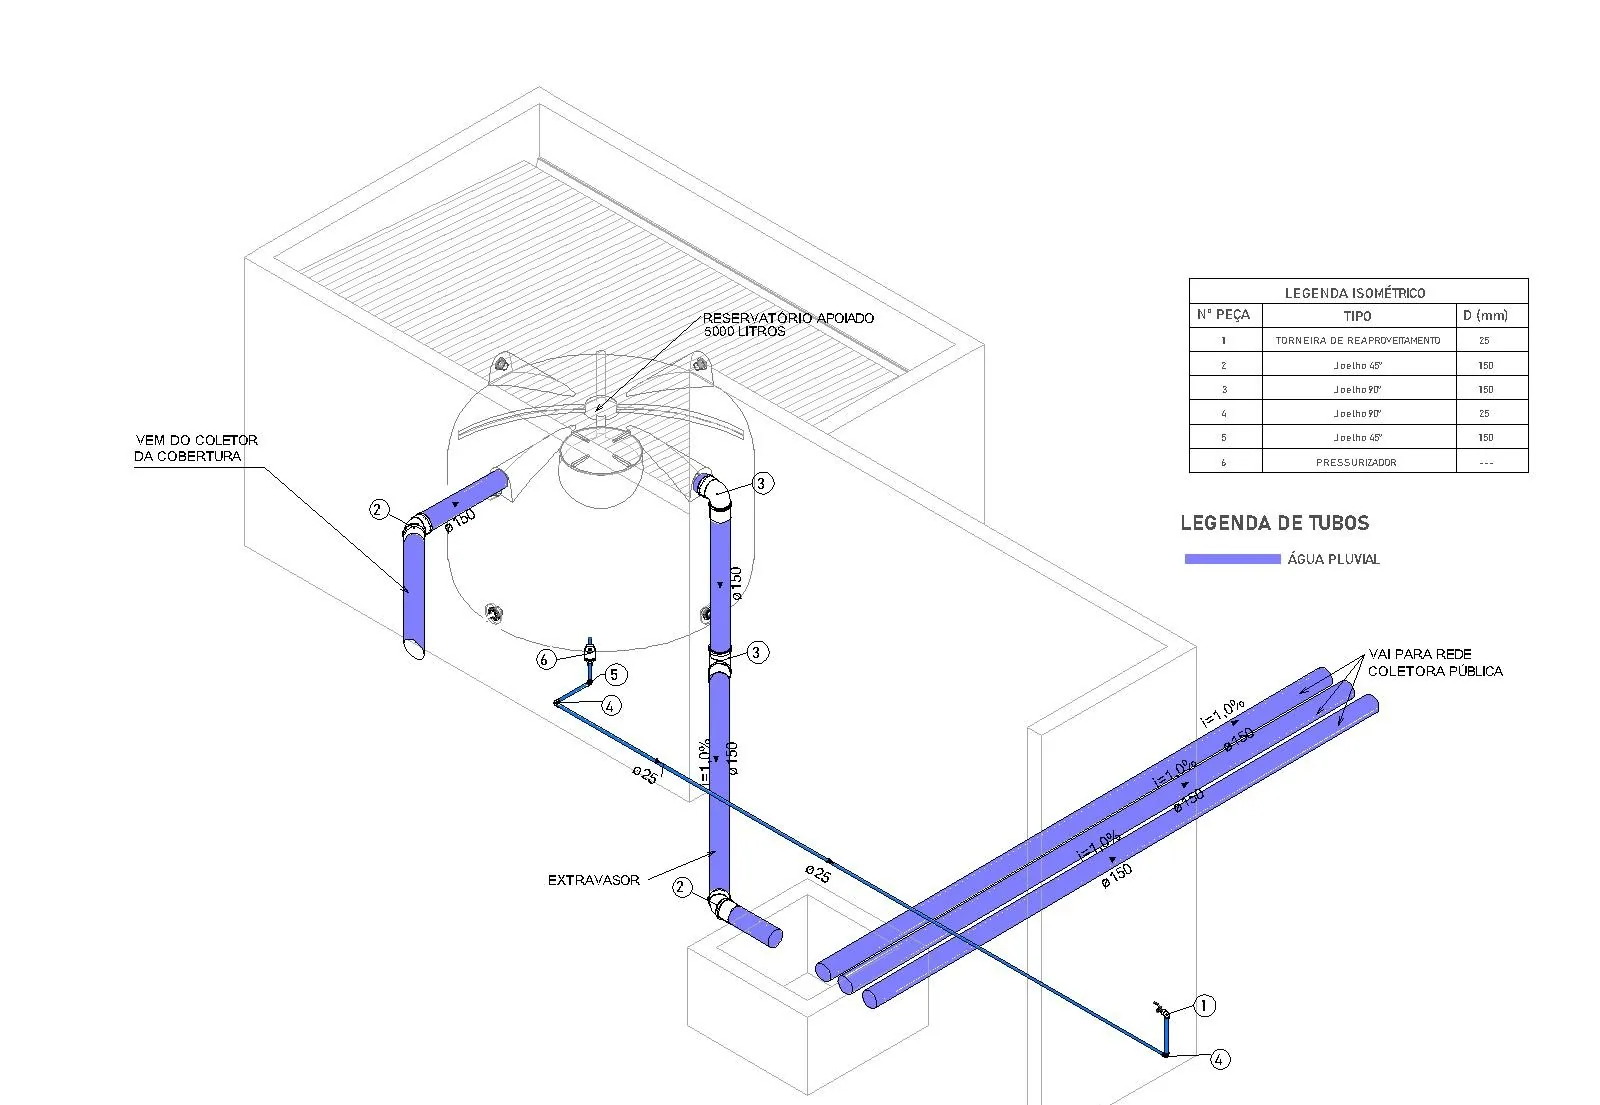 RESERVATÓRIO APOIADO
5000 LITROS
VEM DO COLETOR
DA COBERTURA
2
ø150
3
ø150
3
6
5
4
ø25
i=1,0%
ø150
EXTRAVASOR
2
ø25
1
4
LEGENDA ISOMÉTRICO
N° PEÇA TIPO D (mm)
1 TORNEIRA DE REAPROVEITAMENTO 25
2 Joelho 45° 150
3 Joelho 90° 150
4 Joelho 90° 25
5 Joelho 45° 150
6 PRESSURIZADOR ---
LEGENDA DE TUBOS
ÁGUA PLUVIAL
VAI PARA REDE
COLETORA PÚBLICA
i=1,0%
ø150
i=1,0%
ø150
i=1,0%
ø150